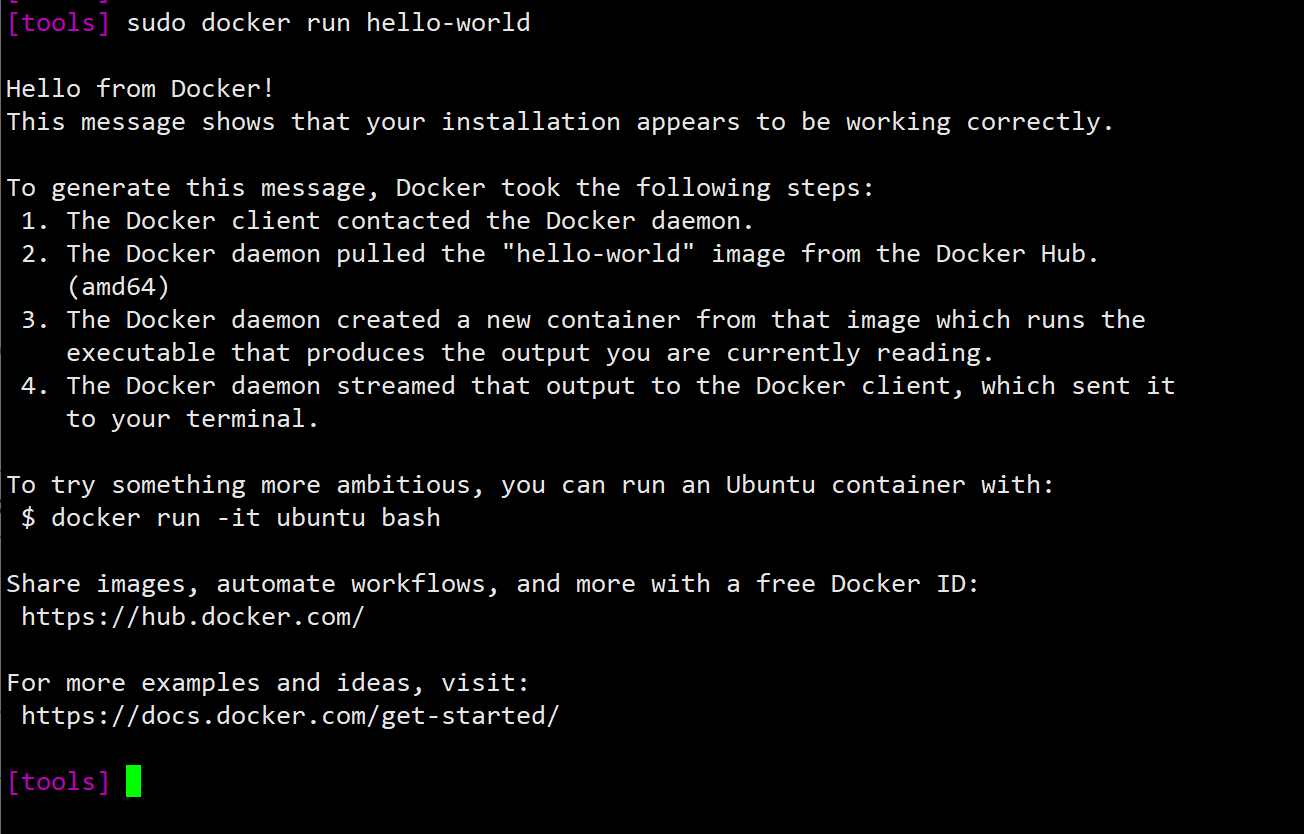 [tools] sudo docker run hello-world
Hello from Docker!
This message shows that your installation appears to be working correctly.
To generate this message, Docker took the following steps:
1. The Docker client contacted the Docker daemon.
2. The Docker daemon pulled the "hello-world" image from the Docker Hub.
(amd64)
3. The Docker daemon created a new container from that image which runs the
executable that produces the output you are currently reading.
4. The Docker daemon streamed that output to the Docker client, which sent it
to your terminal.
To try something more ambitious, you can run an Ubuntu container with:
$ docker run -it ubuntu bash
Share images, automate workflows, and more with a free Docker ID:
https://hub.docker.com/
For more examples and ideas, visit:
https://docs.docker.com/get-started/
[tools]